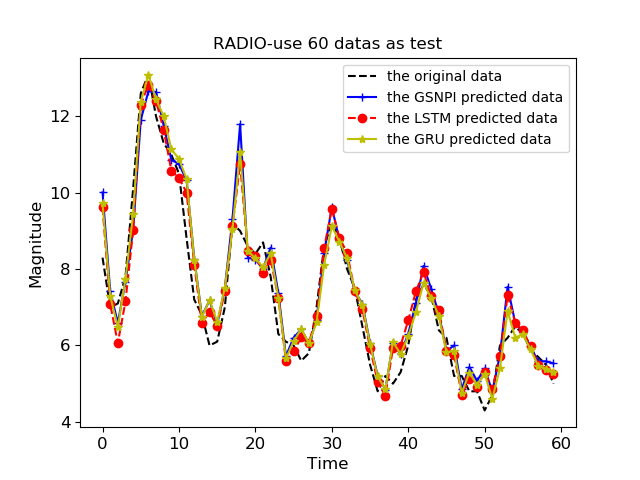 RADIO-use 60 datas as test
the original data
the GSNPI predicted data
the LSTM predicted data
the GRU predicted data
Magnitude
12
10
8
6
4
0 10 20 30 40 50 60
Time